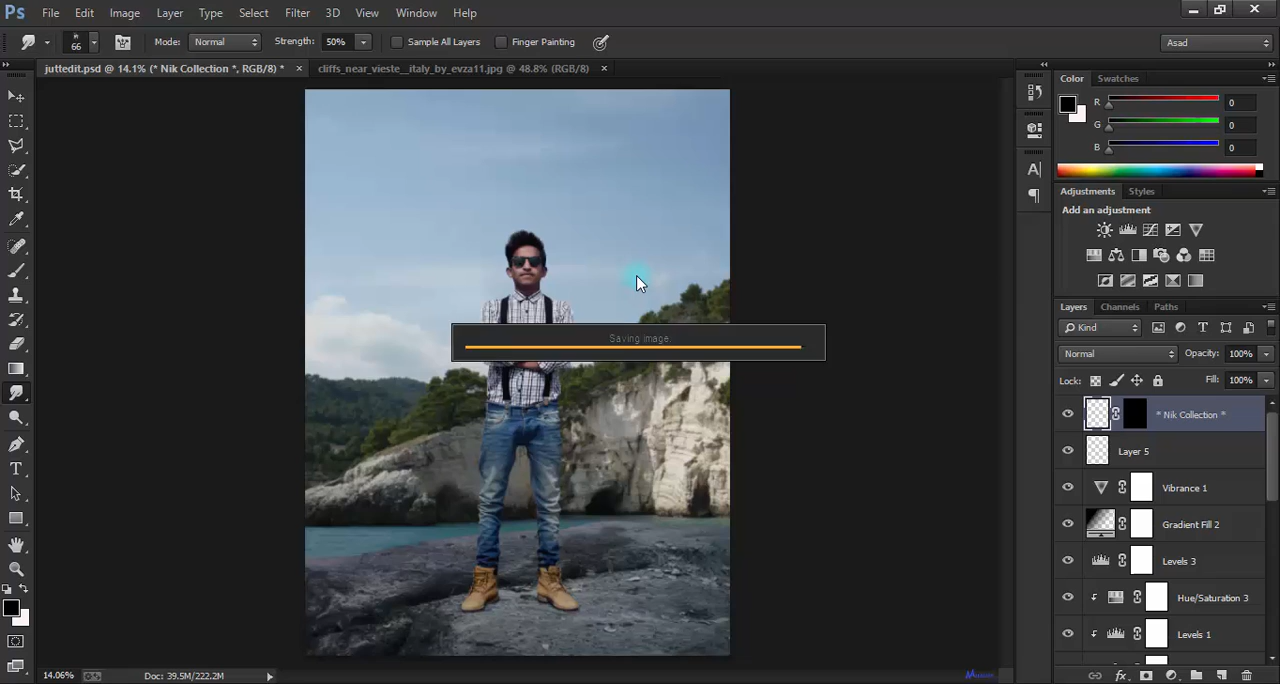 Ps File Edit Image Layer Type Select Filter 3D View Window Help
66 Mode: Normal Strength: 50% Sample All Layers Finger Painting Asad
juttedit.psd @ 14.1% (* Nik Collection *, RGB/8) * × cliffs_near_vieste__italy_by_evza11.jpg @ 48.8% (RGB/8) ×
Color Swatches
R 0
G 0
B 0
Adjustments Styles
Add an adjustment
Layers Channels Paths
Kind
Normal Opacity: 100%
Lock: Fill: 100%
* Nik Collection *
Layer 5
Vibrance 1
Gradient Fill 2
Levels 3
Hue/Saturation 3
Levels 1
Saving image.
14.06% Doc: 39.5M/222.2M